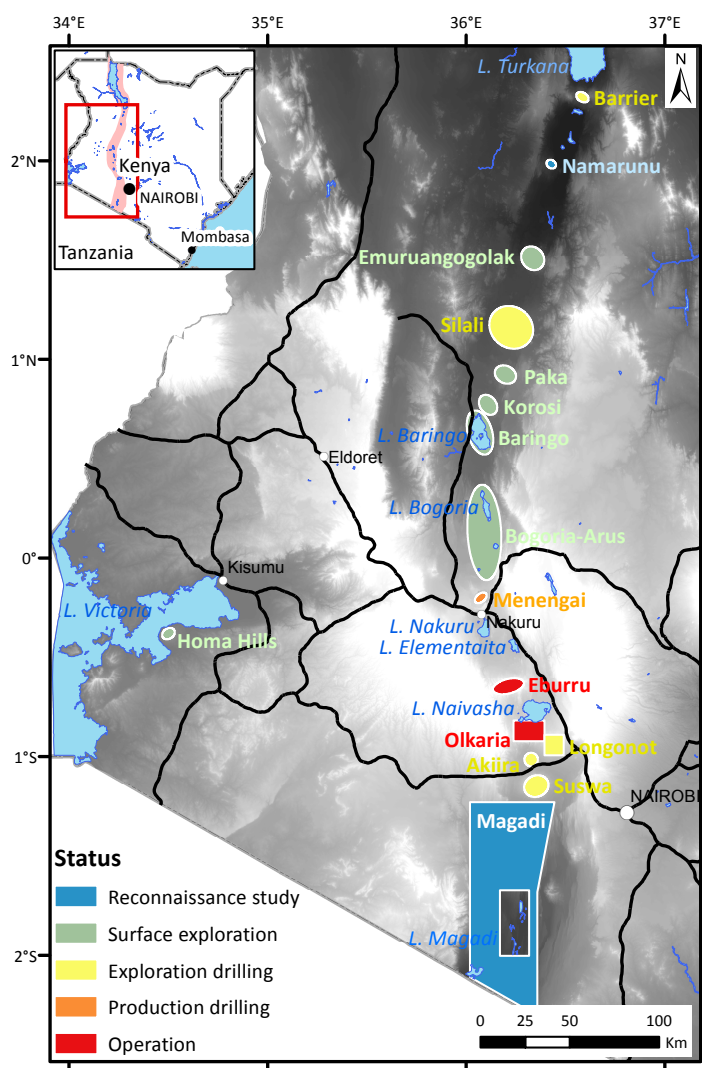 34°E
35°E
36°E
37°E
L. Turkana
N
Barrier
2°N
Namarunu
Kenya
NAIROBI
Mombasa
Tanzania
Emuruangogolak
Silali
1°N
Paka
Korosi
L. Baringo
Baringo
Eldoret
L. Bogoria
Bogoria-Arus
0°
Kisumu
Menengai
L. Victoria
L. Nakuru
Nakuru
Homa Hills
L. Elementaita
Eburru
L. Naivasha
Olkaria
Longonot
1°S
Akiira
Suswa
NAIROBI
Magadi
Status
Reconnaissance study
Surface exploration
L. Magadi
2°S
Exploration drilling
Production drilling
Operation
0 25 50 100
Km